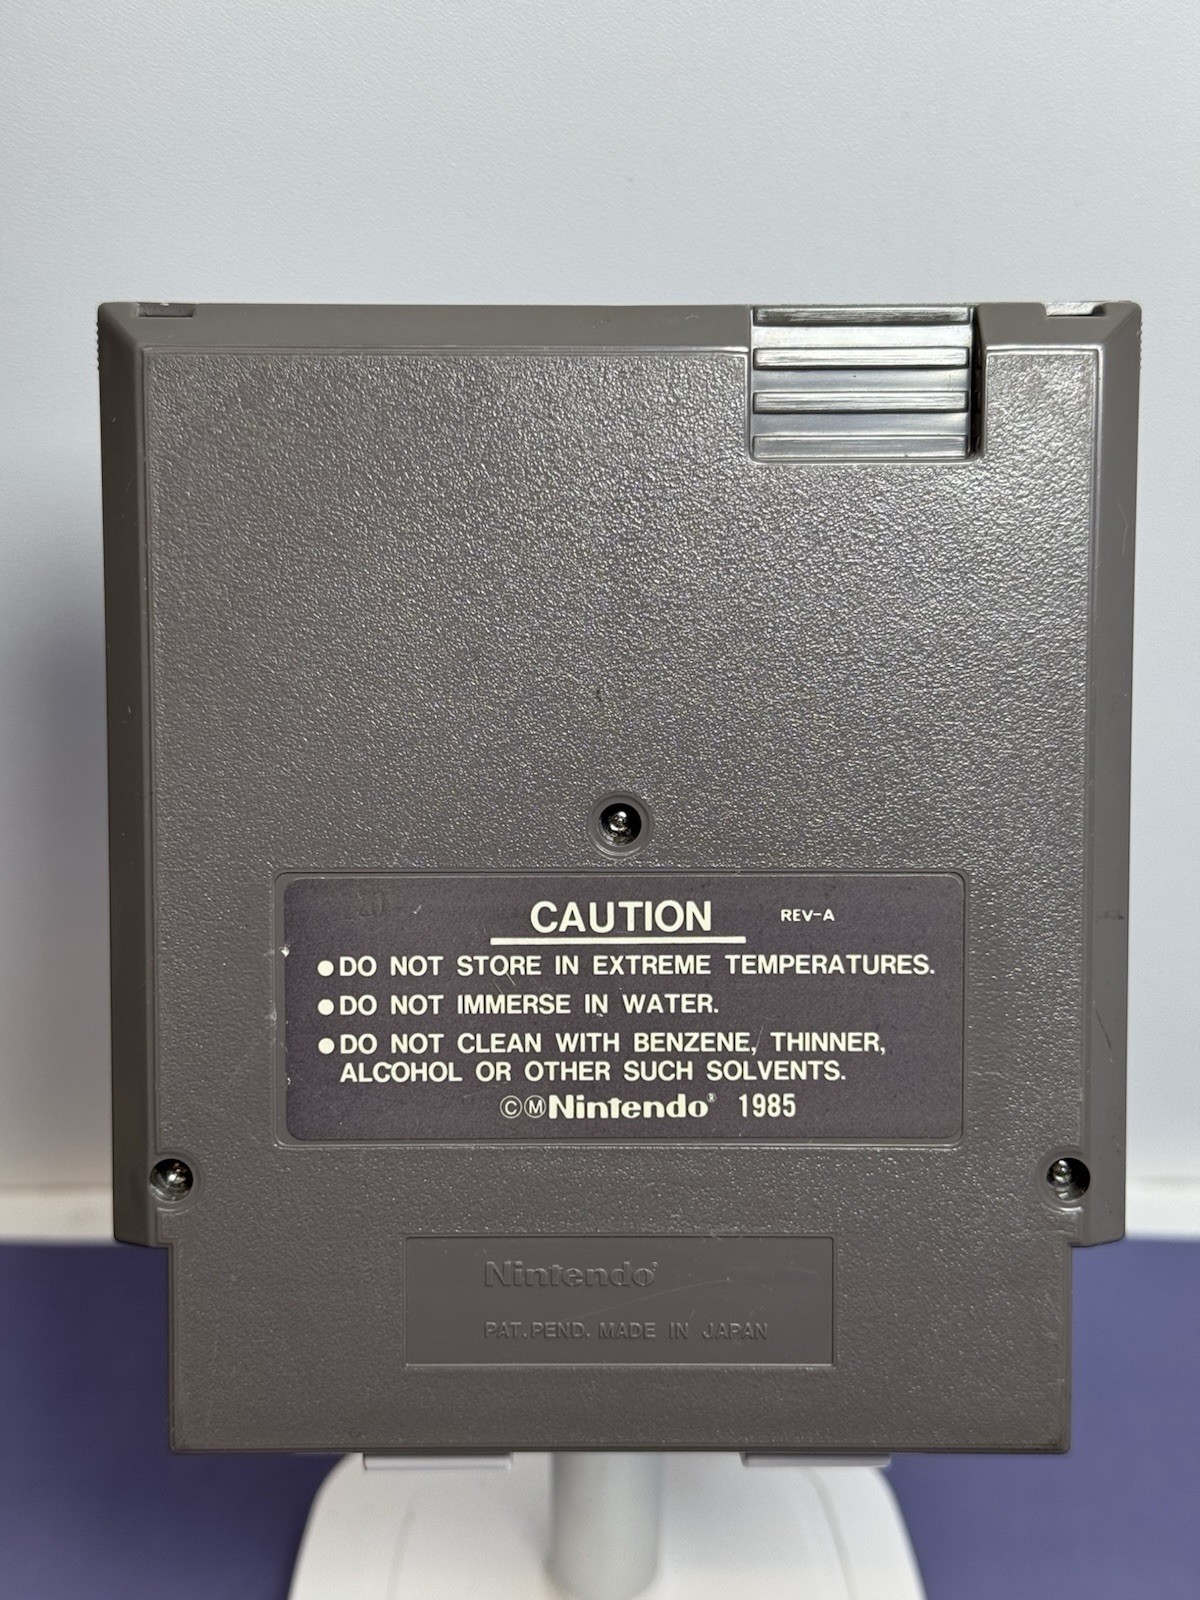 CAUTION REV-A
●DO NOT STORE IN EXTREME TEMPERATURES.
●DO NOT IMMERSE IN WATER.
●DO NOT CLEAN WITH BENZENE, THINNER,
ALCOHOL OR OTHER SUCH SOLVENTS.
ⒸⓂNintendo® 1985
Nintendo®
PAT. PEND. MADE IN JAPAN